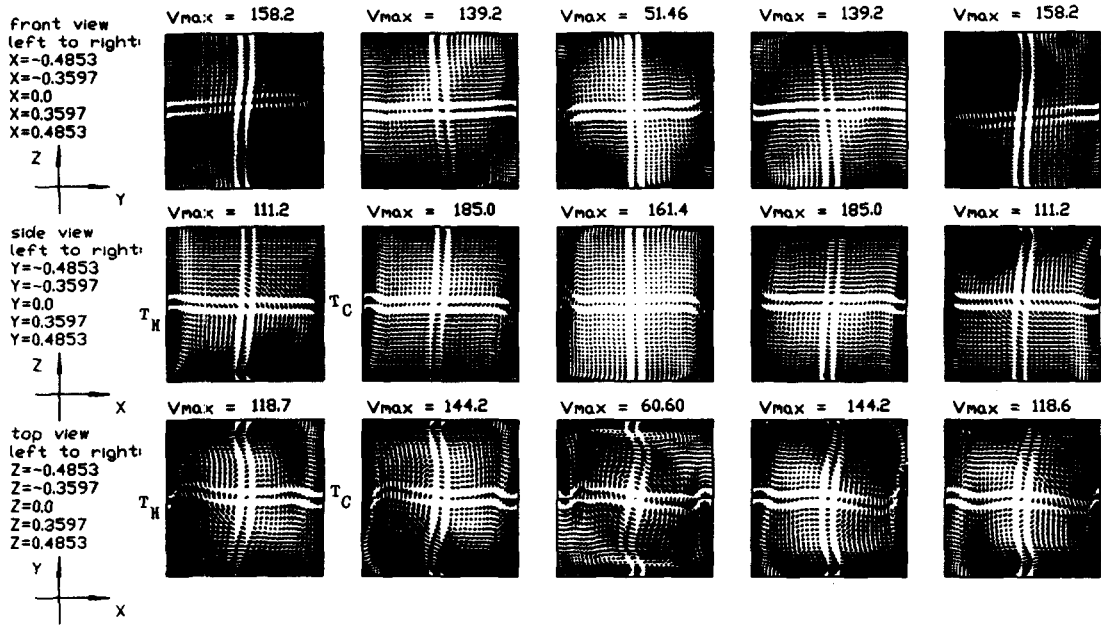 Vmax = 158.2 Vmax = 139.2 Vmax = 51.46 Vmax = 139.2 Vmax = 158.2
front view
left to right:
X=-0.4853
X=-0.3597
X=0.0
X=0.3597
X=0.4853
Z
Y
Vmax = 111.2 Vmax = 185.0 Vmax = 161.4 Vmax = 185.0 Vmax = 111.2
side view
left to right:
Y=-0.4853
Y=-0.3597
Y=0.0
Y=0.3597
Y=0.4853
T_H T_C
Z
X
Vmax = 118.7 Vmax = 144.2 Vmax = 60.60 Vmax = 144.2 Vmax = 118.6
top view
left to right:
Z=-0.4853
Z=-0.3597
Z=0.0
Z=0.3597
Z=0.4853
T_H T_C
Y
X